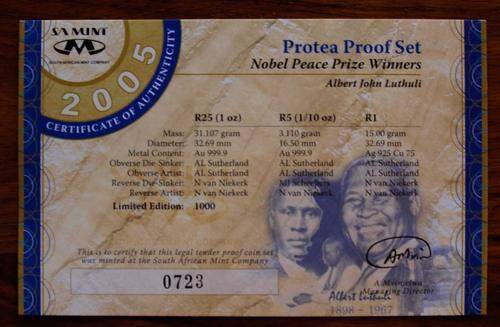 SA MINT
SOUTH AFRICAN MINT COMPANY
2005
CERTIFICATE OF AUTHENTICITY
Protea Proof Set
Nobel Peace Prize Winners
Albert John Luthuli
R25 (1 oz) R5 (1/10 oz) R1
Mass: 31.107 gram 3.110 gram 15.00 gram
Diameter: 32.69 mm 16.50 mm 32.69 mm
Metal Content: Au 999.9 Au 999.9 Ag 925 Cu 75
Obverse Die-Sinker: AL Sutherland AL Sutherland AL Sutherland
Obverse Artist: AL Sutherland AL Sutherland AL Sutherland
Reverse Die-Sinker: N van Niekerk MJ Scheepers N van Niekerk
Reverse Artist: N van Niekerk N van Niekerk N van Niekerk
Limited Edition: 1000
This is to certify that this legal tender proof coin set
was minted at the South African Mint Company
0723
Managing Director
Albert Luthuli
1898 - 1967